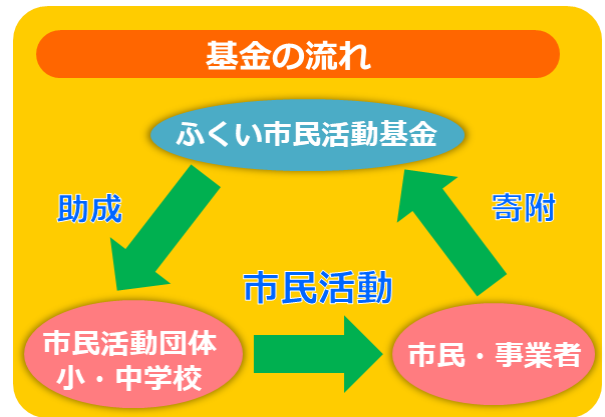 基金の流れ
ふくい市民活動基金
助成
寄附
市民活動
市民活動団体
小・中学校
市民・事業者